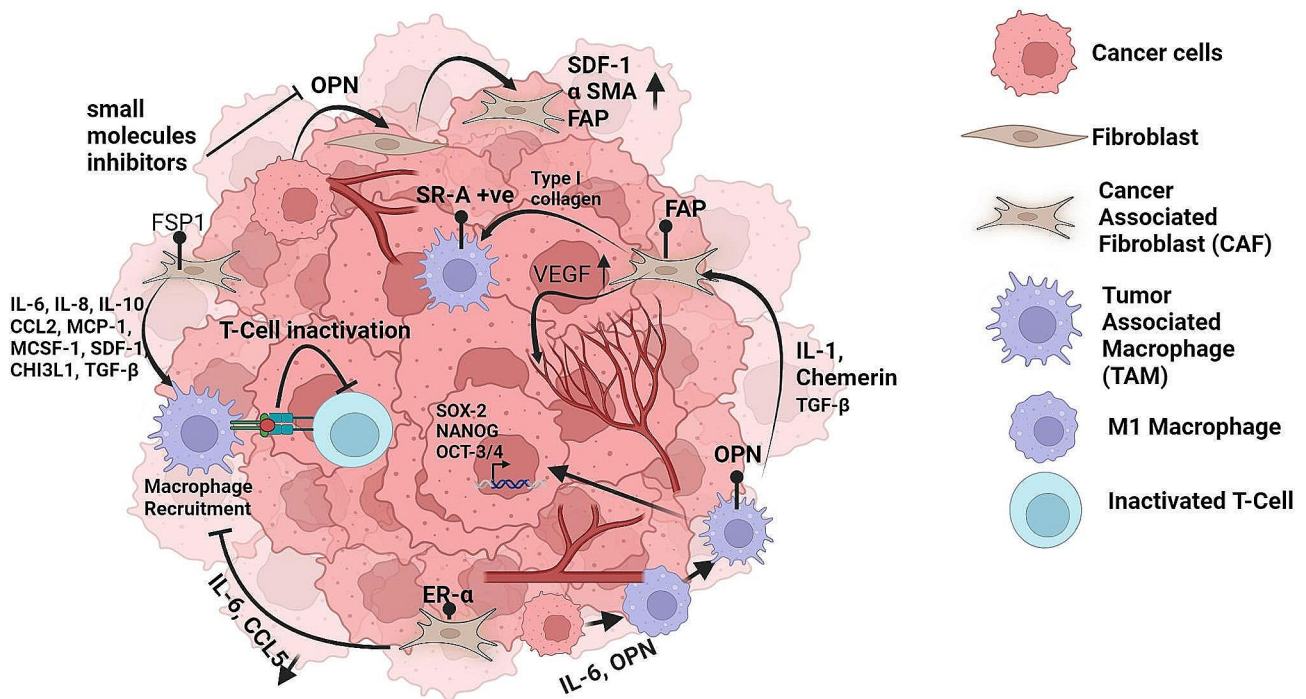 OPN
small
molecules
inhibitors
SDF-1
α SMA
FAP
SR-A +ve
Type I
collagen
FAP
FSP1
VEGF
IL-6, IL-8, IL-10
CCL2, MCP-1,
MCSF-1, SDF-1,
CHI3L1, TGF-β
T-Cell inactivation
IL-1,
Chemerin
TGF-β
SOX-2
NANOG
OCT-3/4
OPN
Macrophage
Recruitment
ER-α
IL-6, CCL5
IL-6, OPN
Cancer cells
Fibroblast
Cancer
Associated
Fibroblast (CAF)
Tumor
Associated
Macrophage
(TAM)
M1 Macrophage
Inactivated T-Cell